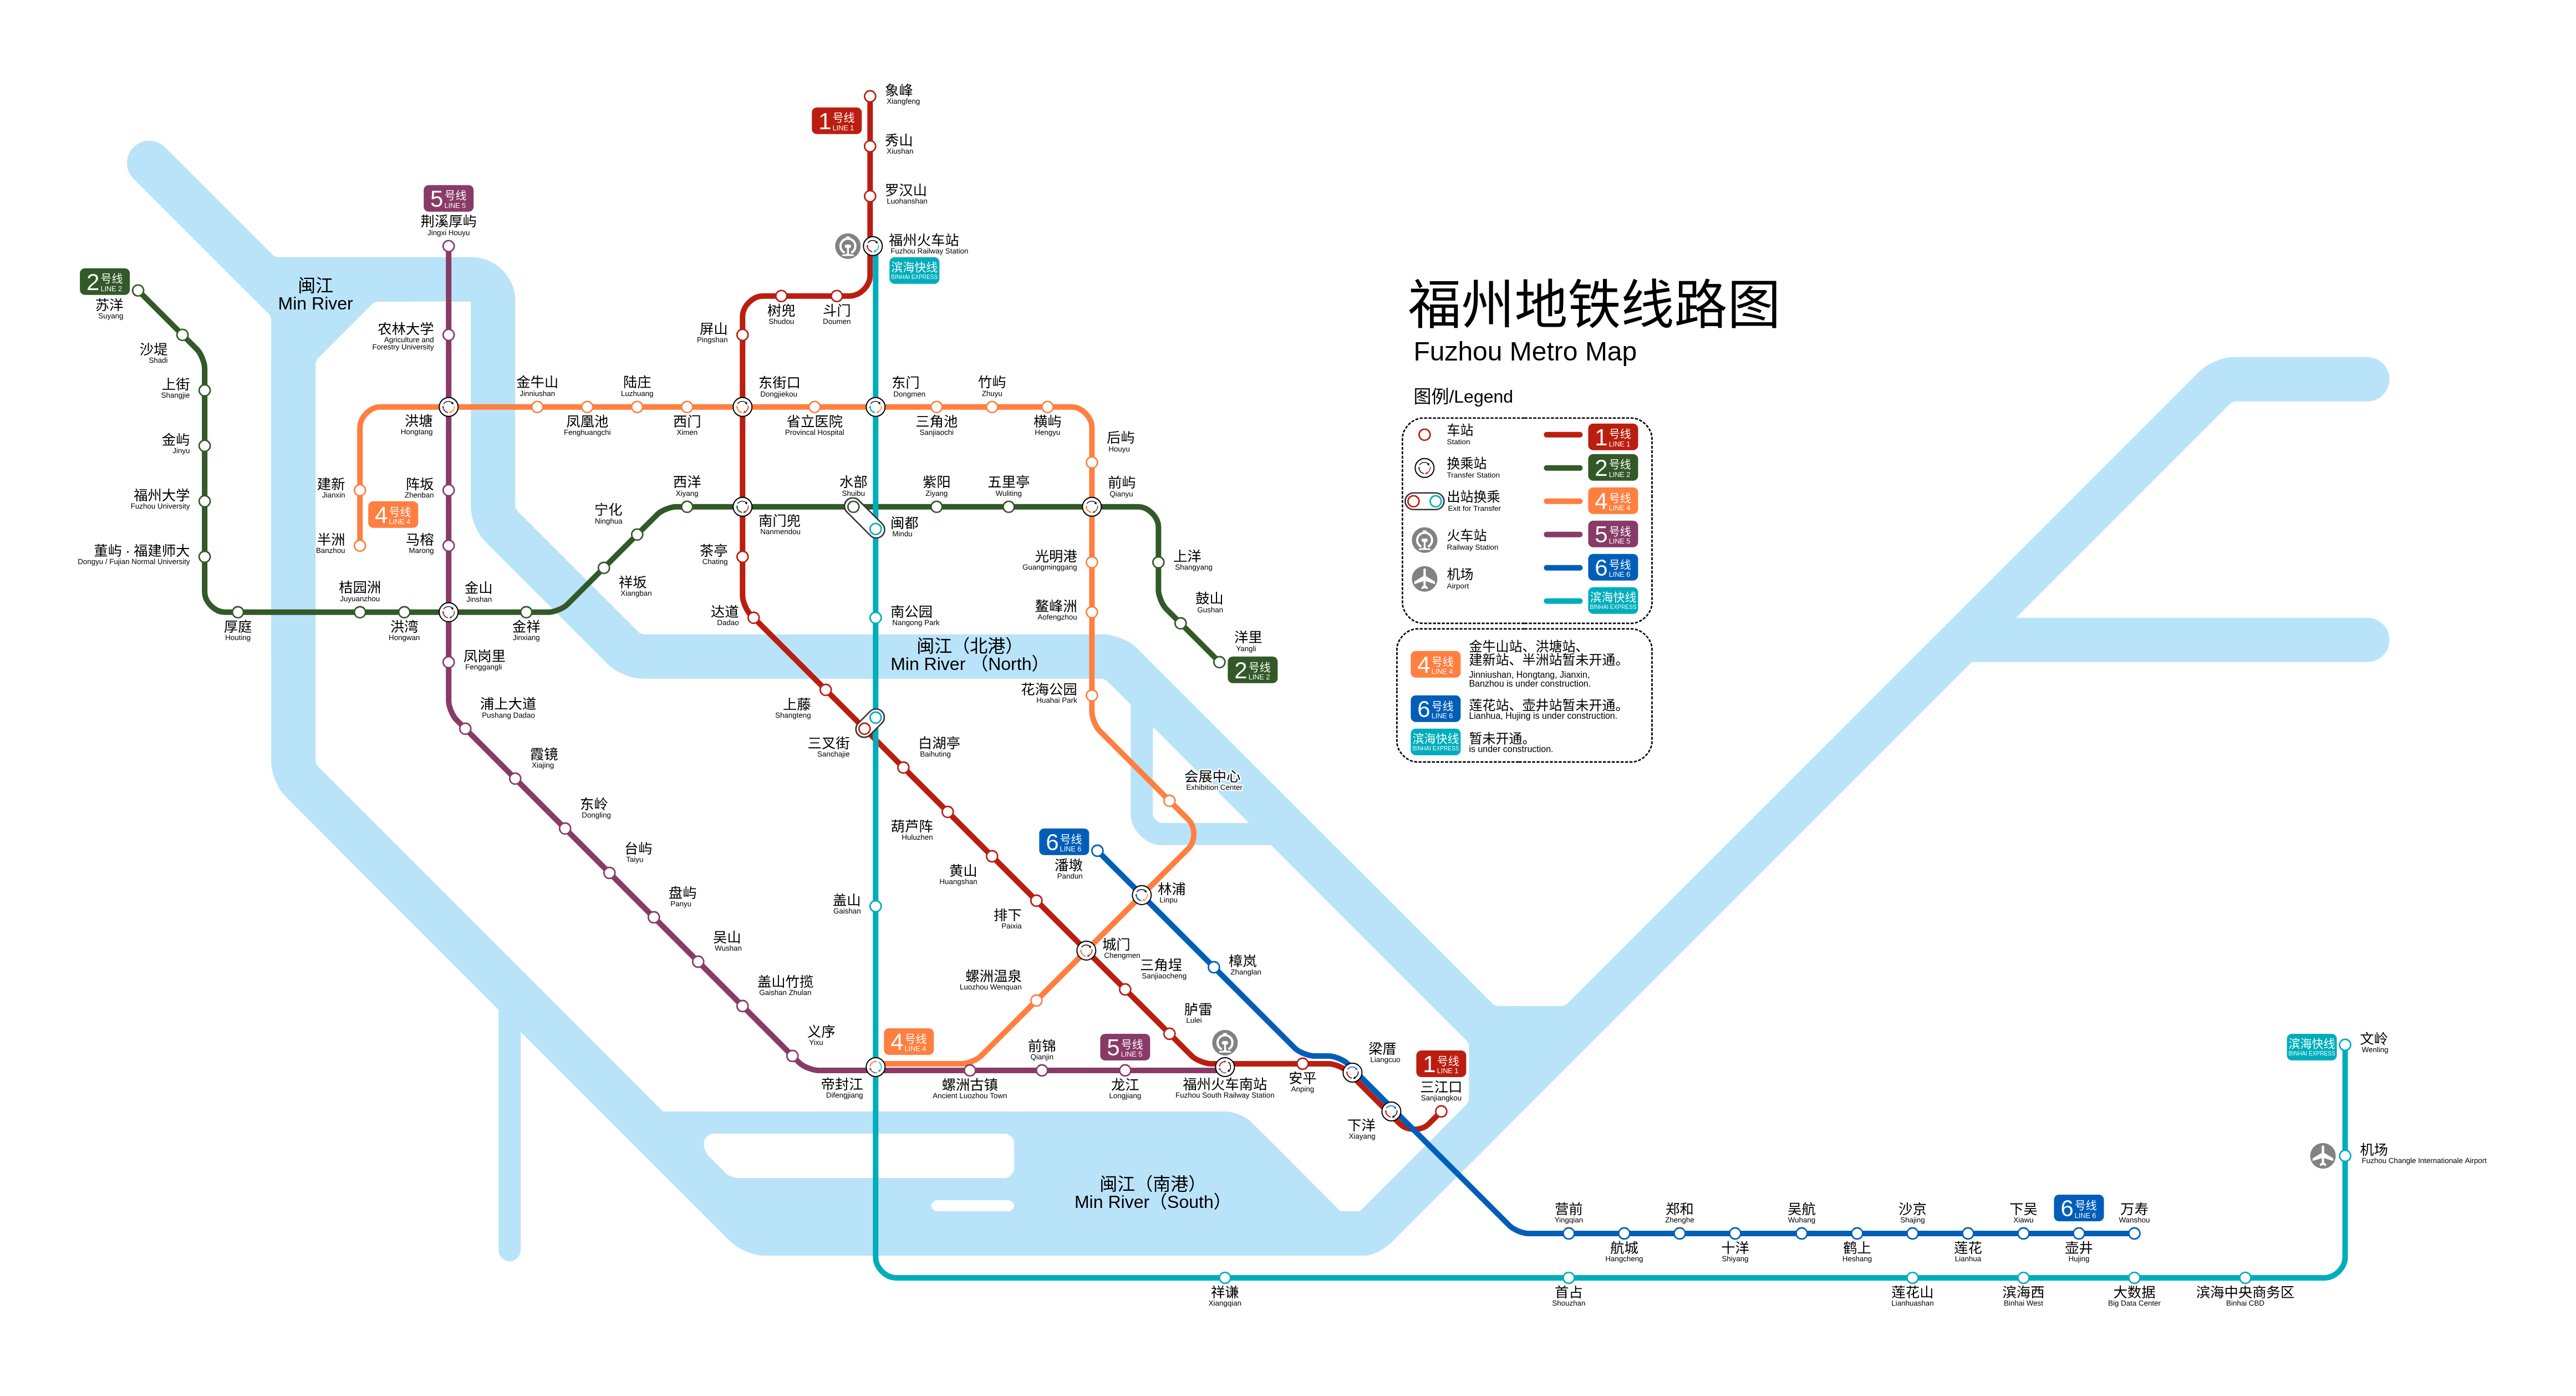 福州地铁线路图
Fuzhou Metro Map
图例/Legend
车站
Station
换乘站
Transfer Station
出站换乘
Exit for Transfer
火车站
Railway Station
机场
Airport
1号线
LINE 1
2号线
LINE 2
4号线
LINE 4
5号线
LINE 5
6号线
LINE 6
滨海快线
BINHAI EXPRESS
4号线
LINE 4
金牛山站、洪塘站、
建新站、半洲站暂未开通。
Jinniushan, Hongtang, Jianxin,
Banzhou is under construction.
6号线
LINE 6
莲花站、壶井站暂未开通。
Lianhua, Hujing is under construction.
滨海快线
BINHAI EXPRESS
暂未开通。
is under construction.
闽江
Min River
闽江（北港）
Min River （North）
闽江（南港）
Min River（South）
1号线
LINE 1
象峰
Xiangfeng
秀山
Xiushan
罗汉山
Luohanshan
福州火车站
Fuzhou Railway Station
滨海快线
BINHAI EXPRESS
斗门
Doumen
树兜
Shudou
屏山
Pingshan
东街口
Dongjiekou
南门兜
Nanmendou
茶亭
Chating
达道
Dadao
上藤
Shangteng
三叉街
Sanchajie
白湖亭
Baihuting
葫芦阵
Huluzhen
黄山
Huangshan
排下
Paixia
城门
Chengmen
三角埕
Sanjiaocheng
胪雷
Lulei
福州火车南站
Fuzhou South Railway Station
安平
Anping
梁厝
Liangcuo
下洋
Xiayang
1号线
LINE 1
三江口
Sanjiangkou
2号线
LINE 2
苏洋
Suyang
沙堤
Shadi
上街
Shangjie
金屿
Jinyu
福州大学
Fuzhou University
董屿 · 福建师大
Dongyu / Fujian Normal University
厚庭
Houting
桔园洲
Juyuanzhou
洪湾
Hongwan
金山
Jinshan
金祥
Jinxiang
祥坂
Xiangban
宁化
Ninghua
西洋
Xiyang
水部
Shuibu
紫阳
Ziyang
五里亭
Wuliting
前屿
Qianyu
上洋
Shangyang
鼓山
Gushan
洋里
Yangli
2号线
LINE 2
半洲
Banzhou
4号线
LINE 4
建新
Jianxin
洪塘
Hongtang
金牛山
Jinniushan
凤凰池
Fenghuangchi
陆庄
Luzhuang
西门
Ximen
省立医院
Provincal Hospital
东门
Dongmen
三角池
Sanjiaochi
竹屿
Zhuyu
横屿
Hengyu
后屿
Houyu
光明港
Guangminggang
鳌峰洲
Aofengzhou
花海公园
Huahai Park
会展中心
Exhibition Center
林浦
Linpu
螺洲温泉
Luozhou Wenquan
4号线
LINE 4
帝封江
Difengjiang
5号线
LINE 5
荆溪厚屿
Jingxi Houyu
农林大学
Agriculture and
Forestry University
阵坂
Zhenban
马榕
Marong
凤岗里
Fenggangli
浦上大道
Pushang Dadao
霞镜
Xiajing
东岭
Dongling
台屿
Taiyu
盘屿
Panyu
吴山
Wushan
盖山竹揽
Gaishan Zhulan
义序
Yixu
螺洲古镇
Ancient Luozhou Town
前锦
Qianjin
龙江
Longjiang
5号线
LINE 5
6号线
LINE 6
潘墩
Pandun
樟岚
Zhanglan
营前
Yingqian
航城
Hangcheng
郑和
Zhenghe
十洋
Shiyang
吴航
Wuhang
鹤上
Heshang
沙京
Shajing
莲花
Lianhua
下吴
Xiawu
壶井
Hujing
6号线
LINE 6
万寿
Wanshou
闽都
Mindu
南公园
Nangong Park
盖山
Gaishan
祥谦
Xiangqian
首占
Shouzhan
莲花山
Lianhuashan
滨海西
Binhai West
大数据
Big Data Center
滨海中央商务区
Binhai CBD
机场
Fuzhou Changle Internationale Airport
滨海快线
BINHAI EXPRESS
文岭
Wenling